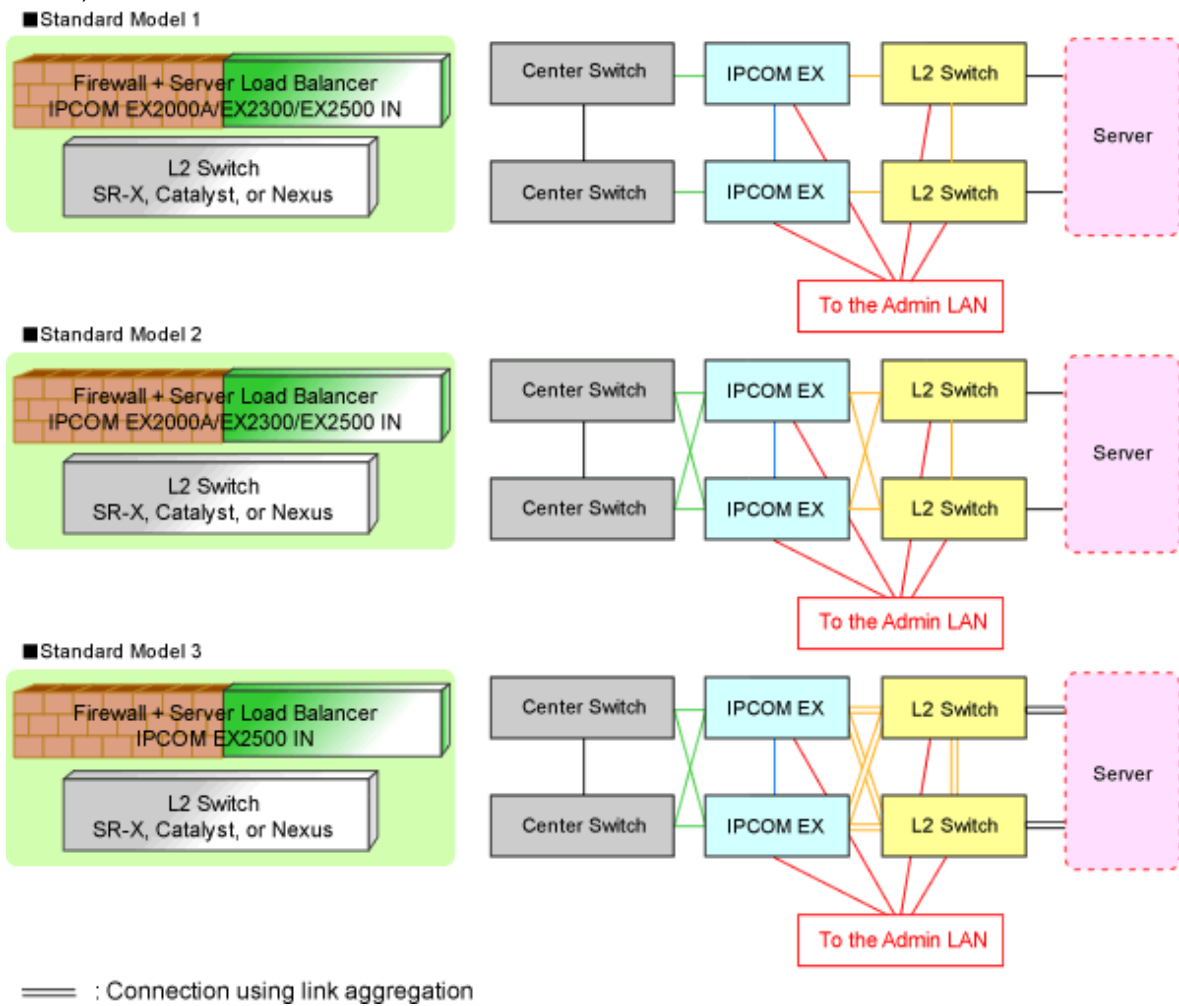 ■Standard Model 1
Firewall + Server Load Balancer
IPCOM EX2000A/EX2300/EX2500 IN
L2 Switch
SR-X, Catalyst, or Nexus
Center Switch
IPCOM EX
L2 Switch
Server
Center Switch
IPCOM EX
L2 Switch
To the Admin LAN
■Standard Model 2
Firewall + Server Load Balancer
IPCOM EX2000A/EX2300/EX2500 IN
L2 Switch
SR-X, Catalyst, or Nexus
Center Switch
IPCOM EX
L2 Switch
Server
Center Switch
IPCOM EX
L2 Switch
To the Admin LAN
■Standard Model 3
Firewall + Server Load Balancer
IPCOM EX2500 IN
L2 Switch
SR-X, Catalyst, or Nexus
Center Switch
IPCOM EX
L2 Switch
Server
Center Switch
IPCOM EX
L2 Switch
To the Admin LAN
: Connection using link aggregation